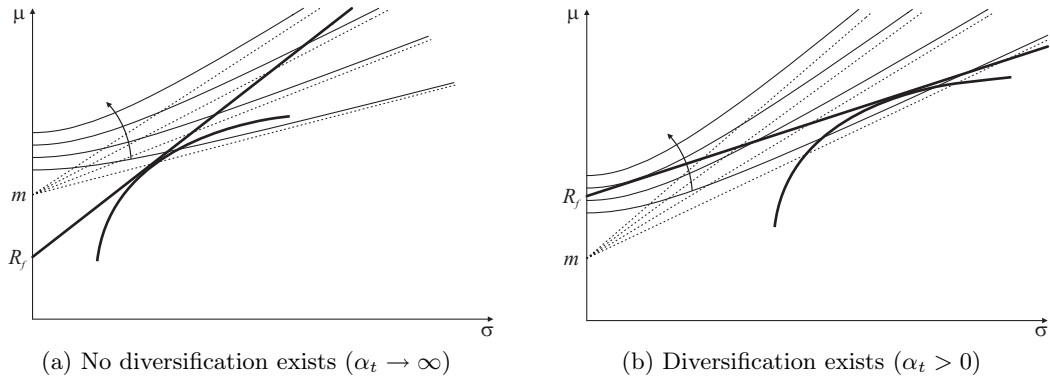 μ
m
R_f
σ
(a) No diversification exists (α_t → ∞)
μ
R_f
m
σ
(b) Diversification exists (α_t > 0)